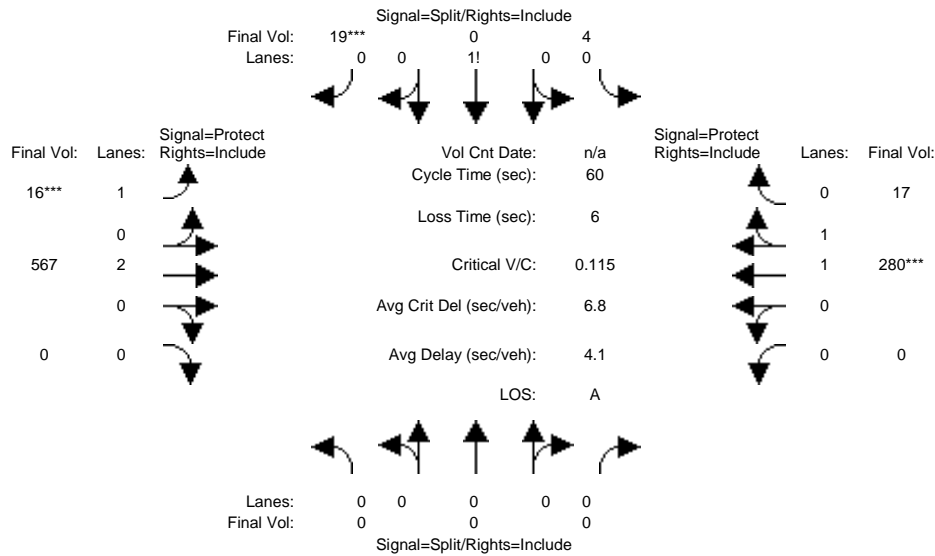 Signal=Split/Rights=Include
Final Vol: 19*** 0 4
Lanes: 0 0 1! 0 0
Signal=Protect
Final Vol: Lanes: Rights=Include
Vol Cnt Date: n/a
Signal=Protect
Rights=Include Lanes: Final Vol:
Cycle Time (sec): 60
16*** 1
0 17
Loss Time (sec): 6
0
1
567 2
Critical V/C: 0.115
1 280***
0
Avg Crit Del (sec/veh): 6.8
0
0 0
Avg Delay (sec/veh): 4.1
0 0
LOS: A
Lanes: 0 0 0 0 0
Final Vol: 0 0 0
Signal=Split/Rights=Include